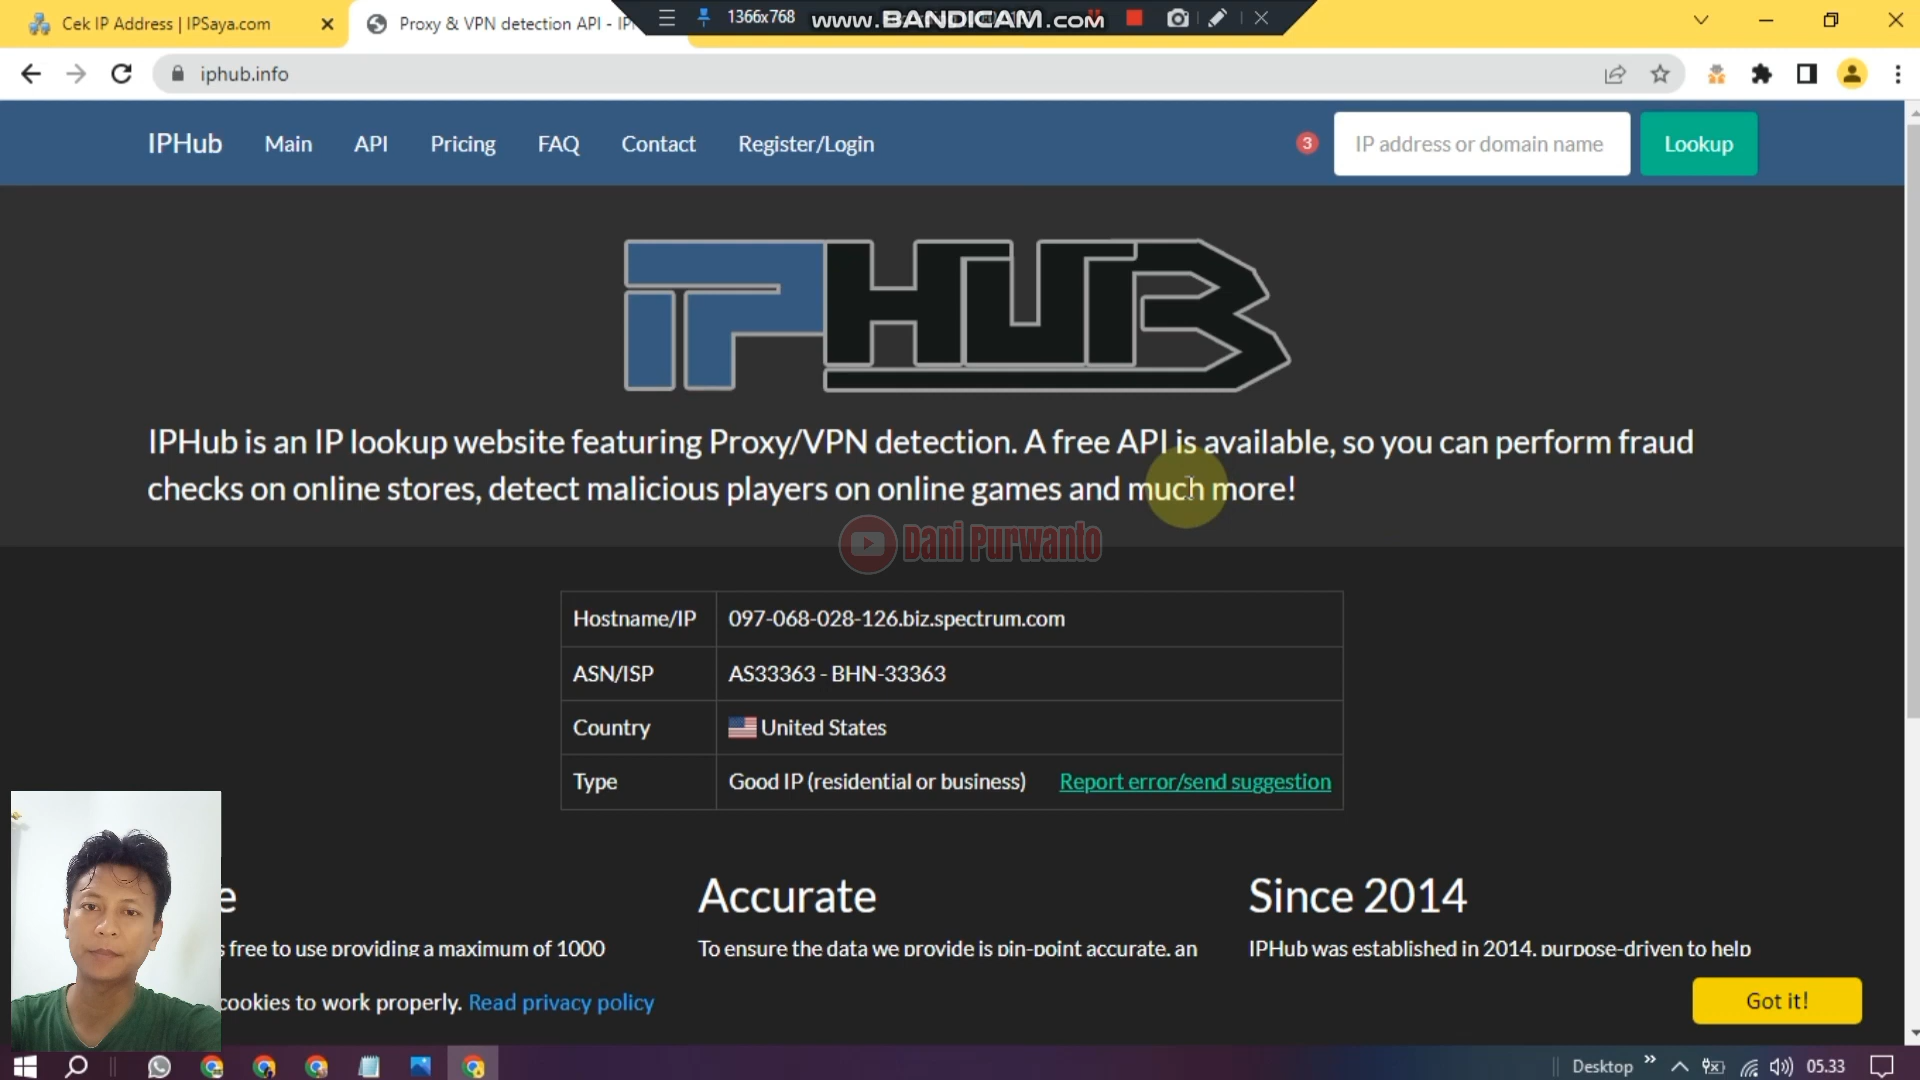 Cek IP Address | IPSaya.com
Proxy & VPN detection API - IP
1366x768
www.BANDICAM.com
iphub.info
IPHub
Main
API
Pricing
FAQ
Contact
Register/Login
3
IP address or domain name
Lookup
IPHUB
IPHub is an IP lookup website featuring Proxy/VPN detection. A free API is available, so you can perform fraud
checks on online stores, detect malicious players on online games and much more!
Dani Purwanto
Hostname/IP 097-068-028-126.biz.spectrum.com
ASN/ISP AS33363 - BHN-33363
Country United States
Type Good IP (residential or business) Report error/send suggestion
e
Accurate
Since 2014
s free to use providing a maximum of 1000
To ensure the data we provide is pin-point accurate, an
IPHub was established in 2014, purpose-driven to help
cookies to work properly. Read privacy policy
Got it!
Desktop
05.33